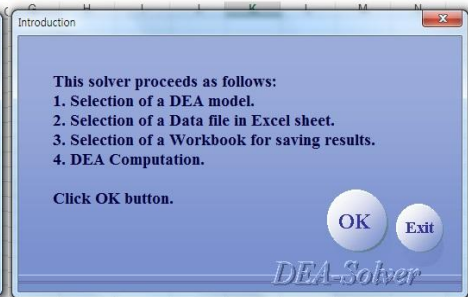 G H I K M N
Introduction
This solver proceeds as follows:
1. Selection of a DEA model.
2. Selection of a Data file in Excel sheet.
3. Selection of a Workbook for saving results.
4. DEA Computation.
Click OK button.
OK
Exit
DEA-Solver